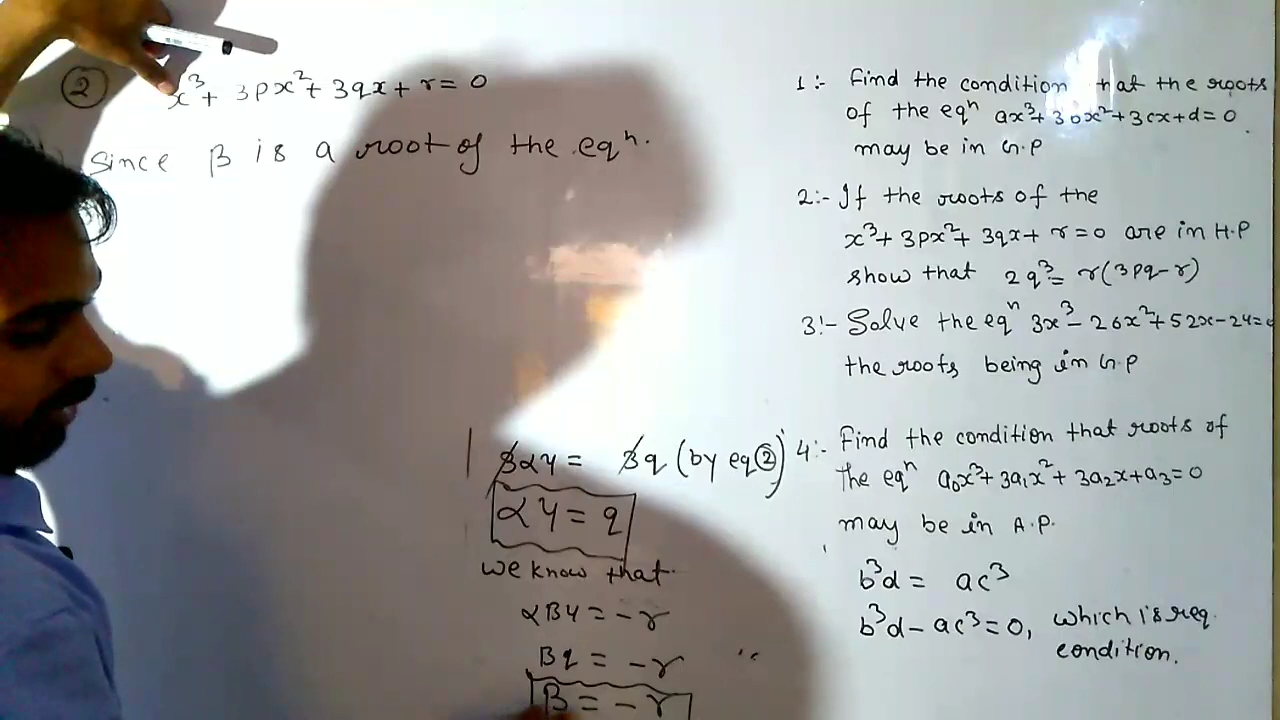 ② x³ + 3px² + 3qx + r = 0
since β is a root of the eqⁿ.
3αγ = 3q (by eq②)
αγ = q
we know that
αβγ = -r
βq = -r
β = -r
1:- Find the condition that the roots
of the eqⁿ ax³+3bx²+3cx+d=0
may be in G.P
2:- If the roots of the
x³+3px²+3qx+r=0 are in H.P
show that 2q³=r(3pq-r)
3:- Solve the eqⁿ 3x³-26x²+52x-24=0
the roots being in G.P
4:- Find the condition that roots of
the eqⁿ a₀x³+3a₁x²+3a₂x+a₃=0
may be in A.P.
b³d = ac³
b³d-ac³=0, which is req.
condition.